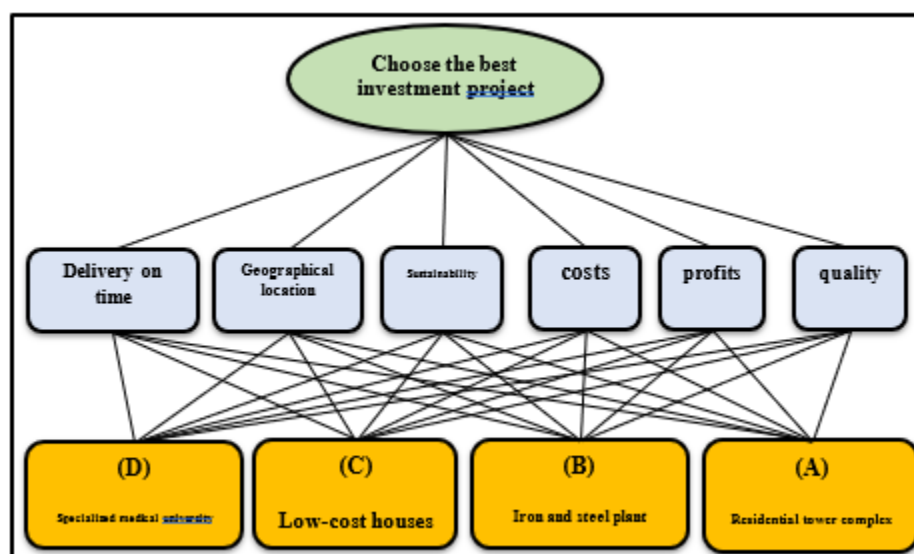 Choose the best
investment project
Delivery on
time
Geographical
location
Sustainability
costs
profits
quality
(D)
Specialized medical university
(C)
Low-cost houses
(B)
Iron and steel plant
(A)
Residential tower complex